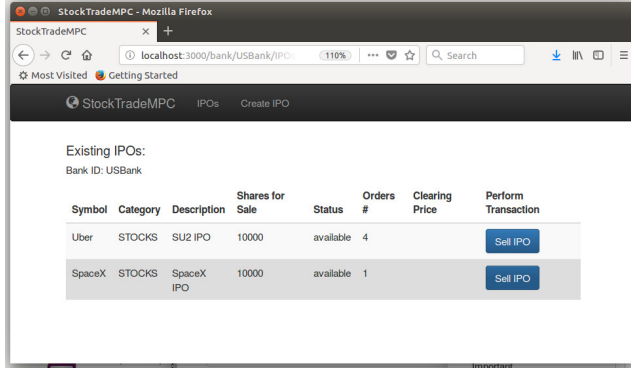 StockTradeMPC - Mozilla Firefox
StockTradeMPC × +
localhost:3000/bank/USBank/IPOs 110% Search
Most Visited Getting Started
StockTradeMPC IPOs Create IPO
Existing IPOs:
Bank ID: USBank
Symbol Category Description Shares for Sale Status Orders # Clearing Price Perform Transaction
Uber STOCKS SU2 IPO 10000 available 4 Sell IPO
SpaceX STOCKS SpaceX IPO 10000 available 1 Sell IPO
Important